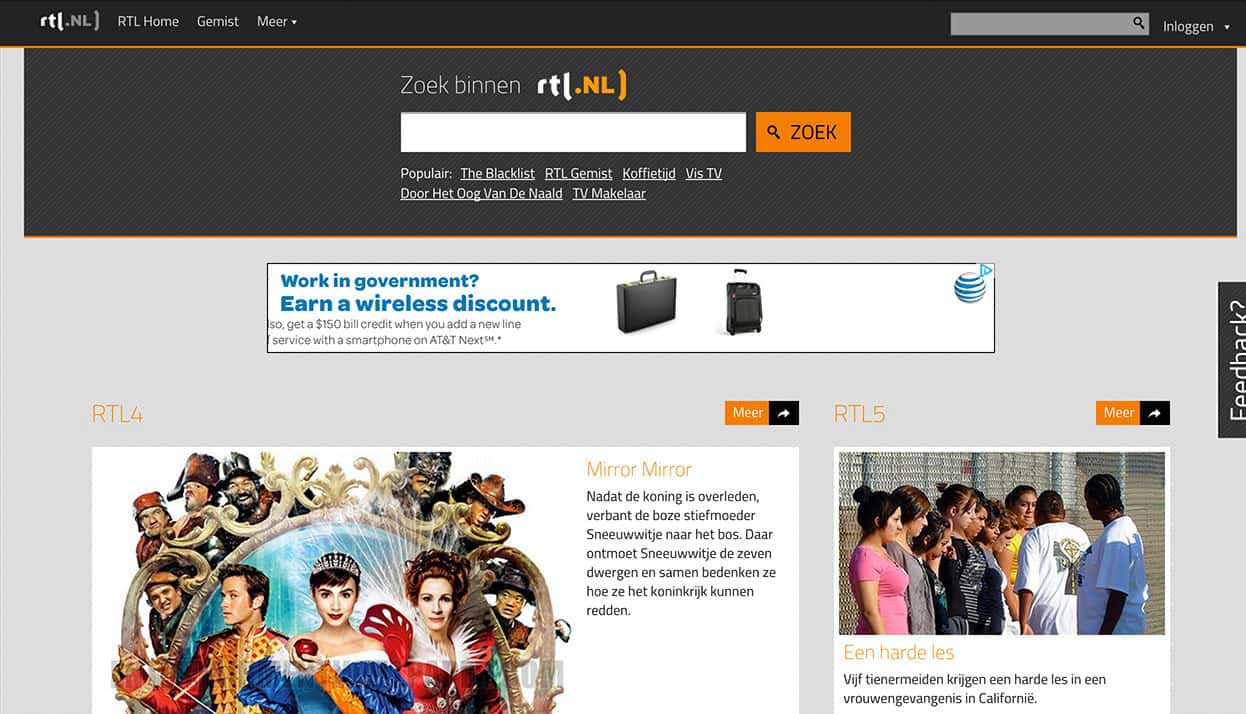 rtl.NL RTL Home Gemist Meer Inloggen
Zoek binnen rtl.NL
ZOEK
Populair: The Blacklist RTL Gemist Koffietijd Vis TV
Door Het Oog Van De Naald TV Makelaar
Work in government?
Earn a wireless discount.
lso, get a $150 bill credit when you add a new line
f service with a smartphone on AT&T Next℠.*
Feedback?
RTL4 Meer
Mirror Mirror
Nadat de koning is overleden,
verbant de boze stiefmoeder
Sneeuwwitje naar het bos. Daar
ontmoet Sneeuwwitje de zeven
dwergen en samen bedenken ze
hoe ze het koninkrijk kunnen
redden.
RTL5 Meer
Een harde les
Vijf tienermeiden krijgen een harde les in een
vrouwengevangenis in Californië.